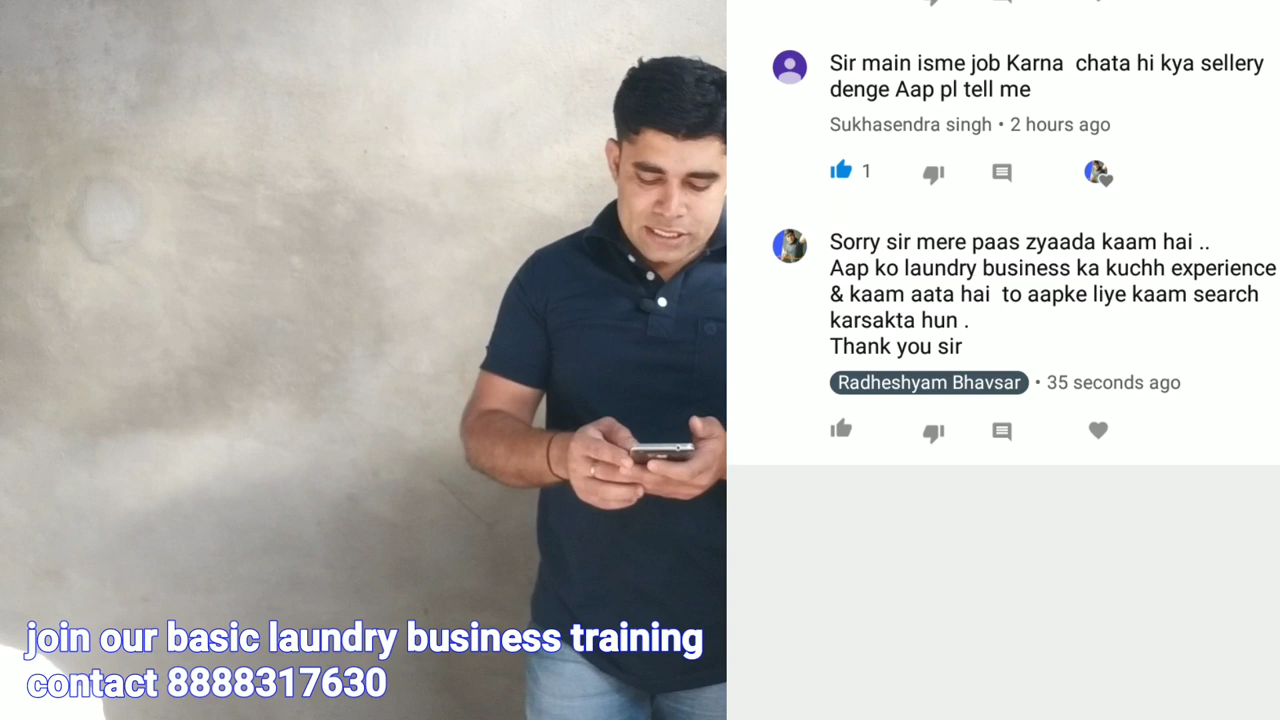 Sir main isme job Karna chata hi kya sellery
denge Aap pl tell me
Sukhasendra singh • 2 hours ago
1
Sorry sir mere paas zyaada kaam hai ..
Aap ko laundry business ka kuchh experience
& kaam aata hai to aapke liye kaam search
karsakta hun .
Thank you sir
Radheshyam Bhavsar • 35 seconds ago
join our basic laundry business training
contact 8888317630